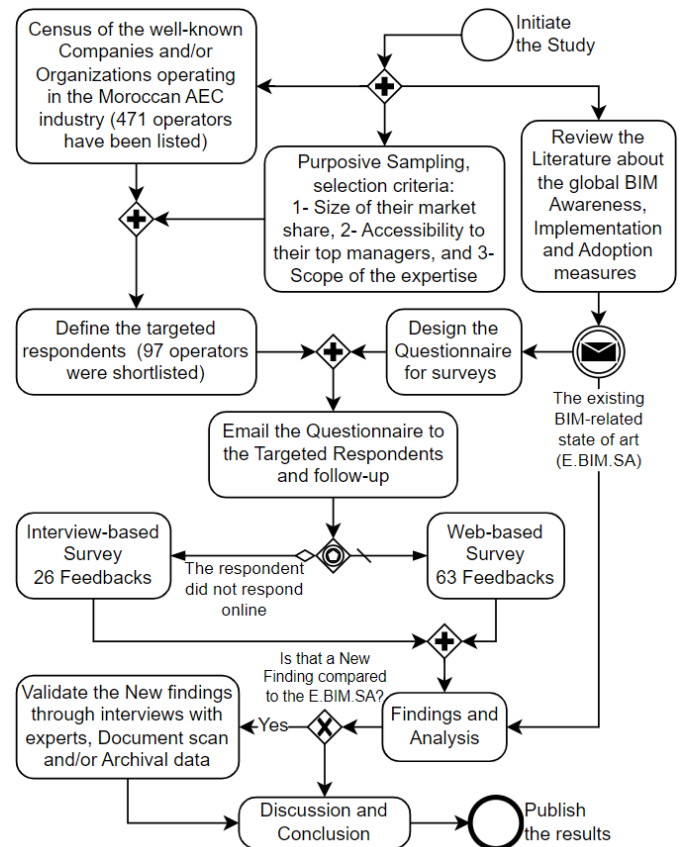 Initiate
the Study
Census of the well-known
Companies and/or
Organizations operating
in the Moroccan AEC
industry (471 operators
have been listed)
Purposive Sampling,
selection criteria:
1- Size of their market
share, 2- Accessibility to
their top managers, and 3-
Scope of the expertise
Review the
Literature about
the global BIM
Awareness,
Implementation
and Adoption
measures
Define the targeted
respondents (97 operators
were shortlisted)
Design the
Questionnaire
for surveys
The existing
BIM-related
state of art
(E.BIM.SA)
Email the Questionnaire to
the Targeted Respondents
and follow-up
Interview-based
Survey
26 Feedbacks
The respondent
did not respond
online
Web-based
Survey
63 Feedbacks
Is that a New
Finding compared
to the E.BIM.SA?
Validate the New findings
through interviews with
experts, Document scan
and/or Archival data
Yes
Findings and
Analysis
Discussion and
Conclusion
Publish
the results